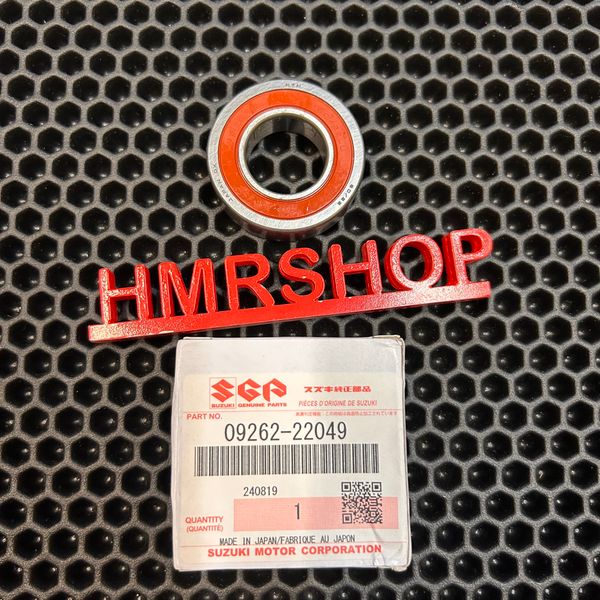 HMRSHOP
SGP スズキ純正部品
SUZUKI GENUINE PARTS PIÈCES D'ORIGINE DE SUZUKI
PART NO.
09262-22049
240819
QUANTITY 1
(QUANTITÉ)
MADE IN JAPAN/FABRIQUE AU JAPON
SUZUKI MOTOR CORPORATION